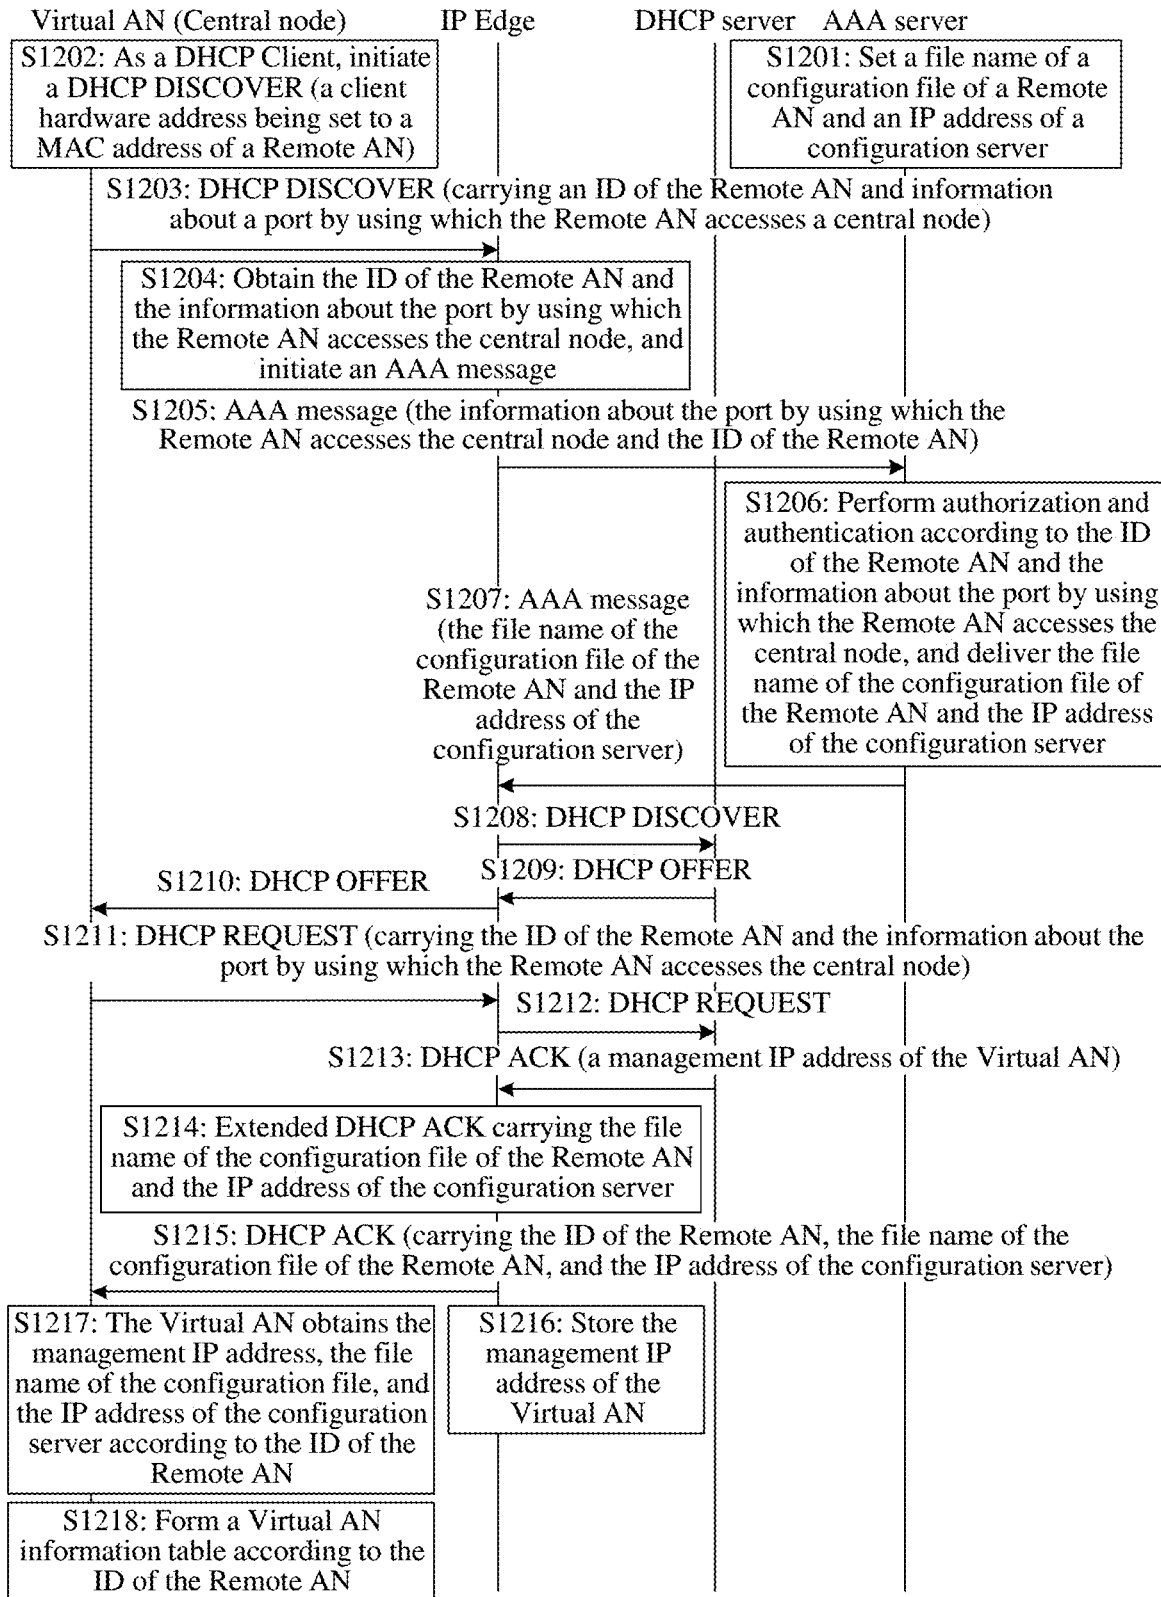 Virtual AN (Central node)
IP Edge
DHCP server
AAA server
S1202: As a DHCP Client, initiate
a DHCP DISCOVER (a client
hardware address being set to a
MAC address of a Remote AN)
S1201: Set a file name of a
configuration file of a Remote
AN and an IP address of a
configuration server
S1203: DHCP DISCOVER (carrying an ID of the Remote AN and information
about a port by using which the Remote AN accesses a central node)
S1204: Obtain the ID of the Remote AN and
the information about the port by using which
the Remote AN accesses the central node, and
initiate an AAA message
S1205: AAA message (the information about the port by using which the
Remote AN accesses the central node and the ID of the Remote AN)
S1206: Perform authorization and
authentication according to the ID
of the Remote AN and the
information about the port by using
which the Remote AN accesses the
central node, and deliver the file
name of the configuration file of
the Remote AN and the IP address
of the configuration server
S1207: AAA message
(the file name of the
configuration file of the
Remote AN and the IP
address of the
configuration server)
S1208: DHCP DISCOVER
S1209: DHCP OFFER
S1210: DHCP OFFER
S1211: DHCP REQUEST (carrying the ID of the Remote AN and the information about the
port by using which the Remote AN accesses the central node)
S1212: DHCP REQUEST
S1213: DHCP ACK (a management IP address of the Virtual AN)
S1214: Extended DHCP ACK carrying the file
name of the configuration file of the Remote AN
and the IP address of the configuration server
S1215: DHCP ACK (carrying the ID of the Remote AN, the file name of the
configuration file of the Remote AN, and the IP address of the configuration server)
S1217: The Virtual AN obtains the
management IP address, the file
name of the configuration file, and
the IP address of the configuration
server according to the ID of the
Remote AN
S1216: Store the
management IP
address of the
Virtual AN
S1218: Form a Virtual AN
information table according to the
ID of the Remote AN